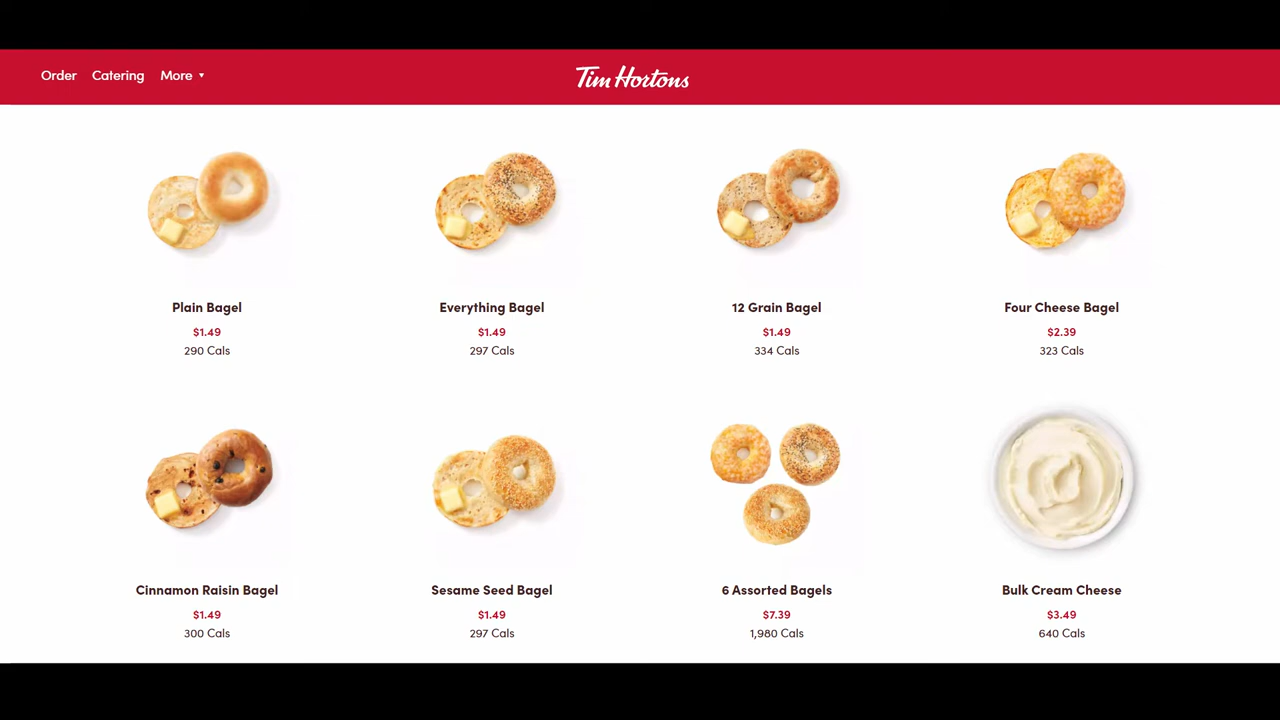 Order Catering More ▼
Tim Hortons
Plain Bagel
$1.49
290 Cals
Everything Bagel
$1.49
297 Cals
12 Grain Bagel
$1.49
334 Cals
Four Cheese Bagel
$2.39
323 Cals
Cinnamon Raisin Bagel
$1.49
300 Cals
Sesame Seed Bagel
$1.49
297 Cals
6 Assorted Bagels
$7.39
1,980 Cals
Bulk Cream Cheese
$3.49
640 Cals